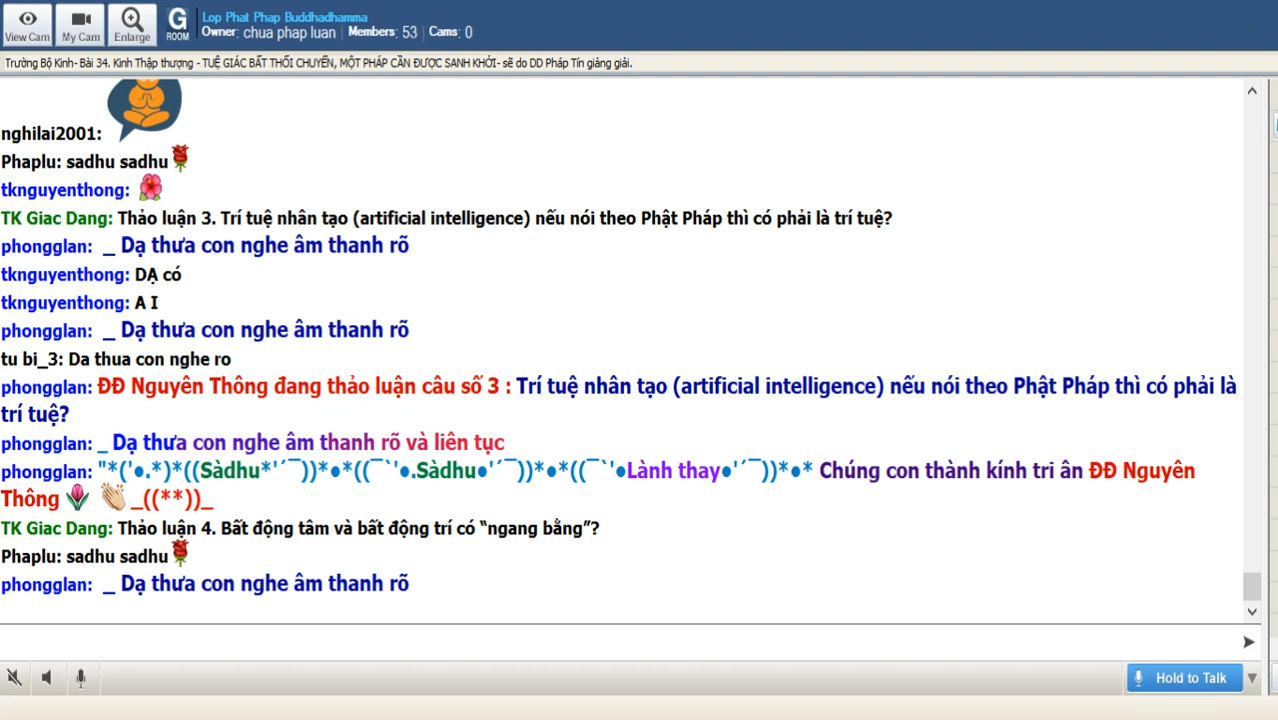 View Cam
My Cam
Enlarge
G
ROOM
Lop Phat Phap Buddhadhamma
Owner: chua phap luan | Members: 53 | Cams: 0
Trường Bộ Kinh- Bài 34. Kinh Thập thượng - TUỆ GIÁC BẤT THỐI CHUYỂN, MỘT PHÁP CẦN ĐƯỢC SANH KHỞI- sẽ do DD Pháp Tín giảng giải.
nghilai2001:
Phaplu: sadhu sadhu
tknguyenthong:
TK Giac Dang: Thảo luận 3. Trí tuệ nhân tạo (artificial intelligence) nếu nói theo Phật Pháp thì có phải là trí tuệ?
phongglan: _ Dạ thưa con nghe âm thanh rõ
tknguyenthong: DẠ có
tknguyenthong: A I
phongglan: _ Dạ thưa con nghe âm thanh rõ
tu bi_3: Da thua con nghe ro
phongglan: ĐĐ Nguyên Thông đang thảo luận câu số 3 : Trí tuệ nhân tạo (artificial intelligence) nếu nói theo Phật Pháp thì có phải là
trí tuệ?
phongglan: _ Dạ thưa con nghe âm thanh rõ và liên tục
phongglan: "*('●.*)*((Sàdhu*'´¯))*●*((¯`'●.Sàdhu●'´¯))*●*((¯`'●Lành thay●'´¯))*●* Chúng con thành kính tri ân ĐĐ Nguyên
Thông _((**))_
TK Giac Dang: Thảo luận 4. Bất động tâm và bất động trí có “ngang bằng”?
Phaplu: sadhu sadhu
phongglan: _ Dạ thưa con nghe âm thanh rõ
Hold to Talk